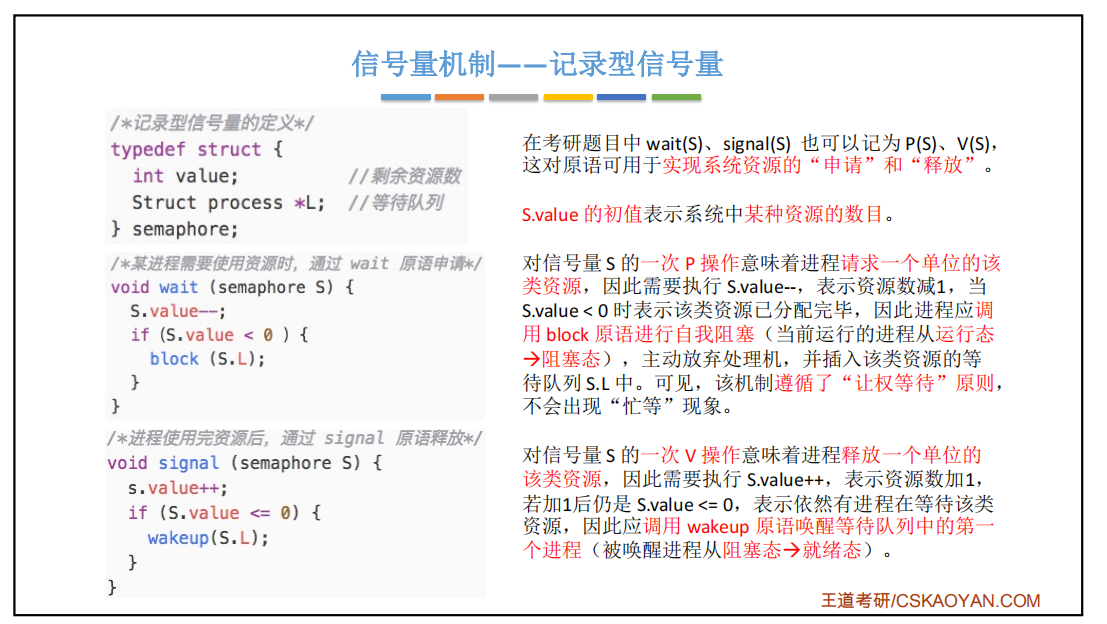 信号量机制——记录型信号量
/*记录型信号量的定义*/
typedef struct {
int value; //剩余资源数
Struct process *L; //等待队列
} semaphore;
/*某进程需要使用资源时，通过 wait 原语申请*/
void wait (semaphore S) {
S.value--;
if (S.value < 0 ) {
block (S.L);
}
}
/*进程使用完资源后，通过 signal 原语释放*/
void signal (semaphore S) {
s.value++;
if (S.value <= 0) {
wakeup(S.L);
}
}
在考研题目中 wait(S)、signal(S) 也可以记为 P(S)、V(S)，
这对原语可用于实现系统资源的“申请”和“释放”。
S.value 的初值表示系统中某种资源的数目。
对信号量 S 的一次 P 操作意味着进程请求一个单位的该
类资源，因此需要执行 S.value--，表示资源数减1，当
S.value < 0 时表示该类资源已分配完毕，因此进程应调
用 block 原语进行自我阻塞（当前运行的进程从运行态
→阻塞态），主动放弃处理机，并插入该类资源的等
待队列 S.L 中。可见，该机制遵循了“让权等待”原则，
不会出现“忙等”现象。
对信号量 S 的一次 V 操作意味着进程释放一个单位的
该类资源，因此需要执行 S.value++，表示资源数加1，
若加1后仍是 S.value <= 0，表示依然有进程在等待该类
资源，因此应调用 wakeup 原语唤醒等待队列中的第一
个进程（被唤醒进程从阻塞态→就绪态）。
王道考研/CSKAOYAN.COM